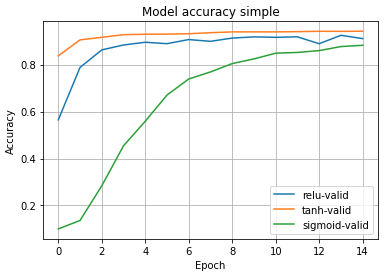 Model accuracy simple
Accuracy
0.8
0.6
0.4
0.2
relu-valid
tanh-valid
sigmoid-valid
0 2 4 6 8 10 12 14
Epoch